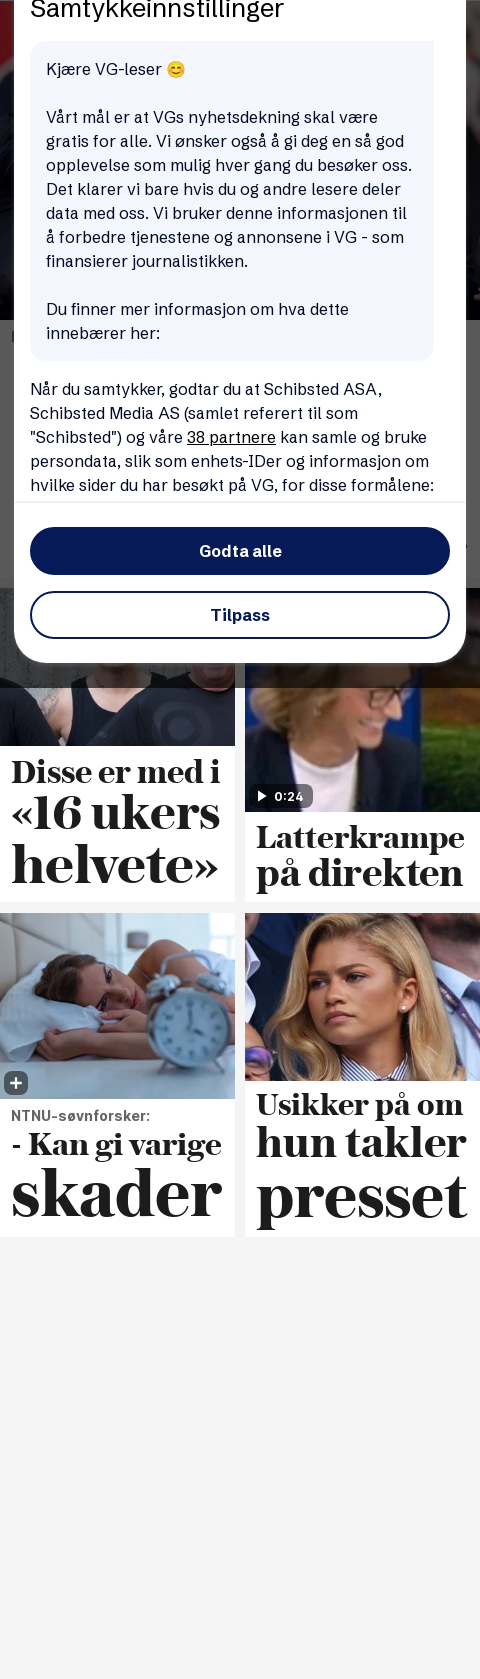 Samtykkeinnstillinger
Kjære VG-leser 😊
Vårt mål er at VGs nyhetsdekning skal være
gratis for alle. Vi ønsker også å gi deg en så god
opplevelse som mulig hver gang du besøker oss.
Det klarer vi bare hvis du og andre lesere deler
data med oss. Vi bruker denne informasjonen til
å forbedre tjenestene og annonsene i VG - som
finansierer journalistikken.
Du finner mer informasjon om hva dette
innebærer her:
Når du samtykker, godtar du at Schibsted ASA,
Schibsted Media AS (samlet referert til som
"Schibsted") og våre 38 partnere kan samle og bruke
persondata, slik som enhets-IDer og informasjon om
hvilke sider du har besøkt på VG, for disse formålene:
Godta alle
Tilpass
Disse er med i
«16 ukers
helvete»
0:24
Latterkrampe
på direkten
NTNU-søvnforsker:
- Kan gi varige
skader
Usikker på om
hun takler
presset